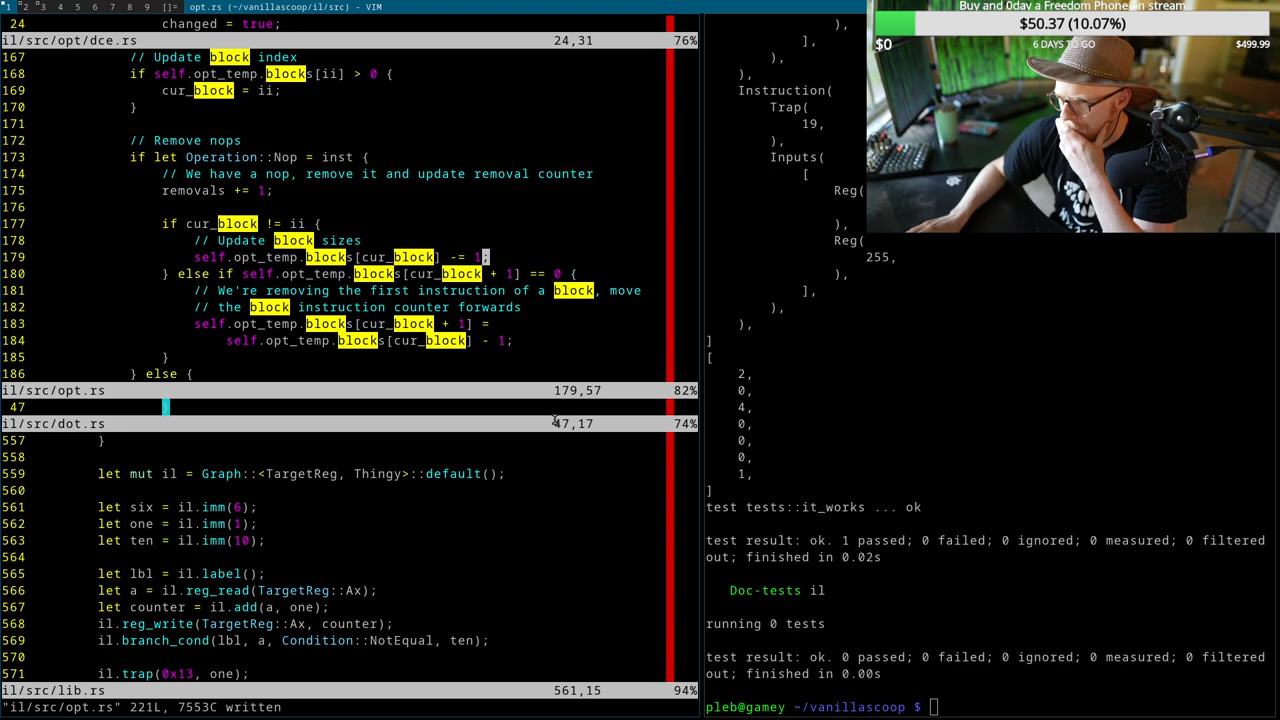 1 2 3 4 5 6 7 8 9 []= opt.rs (~/vanillascoop/il/src) - VIM
24 changed = true;
il/src/opt/dce.rs 24,31 76%
167 // Update block index
168 if self.opt_temp.blocks[ii] > 0 {
169 cur_block = ii;
170 }
171
172 // Remove nops
173 if let Operation::Nop = inst {
174 // We have a nop, remove it and update removal counter
175 removals += 1;
176
177 if cur_block != ii {
178 // Update block sizes
179 self.opt_temp.blocks[cur_block] -= 1;
180 } else if self.opt_temp.blocks[cur_block + 1] == 0 {
181 // We're removing the first instruction of a block, move
182 // the block instruction counter forwards
183 self.opt_temp.blocks[cur_block + 1] =
184 self.opt_temp.blocks[cur_block] - 1;
185 }
186 } else {
il/src/opt.rs 179,57 82%
47 }
il/src/dot.rs 47,17 74%
557 }
558
559 let mut il = Graph::<TargetReg, Thingy>::default();
560
561 let six = il.imm(6);
562 let one = il.imm(1);
563 let ten = il.imm(10);
564
565 let lbl = il.label();
566 let a = il.reg_read(TargetReg::Ax);
567 let counter = il.add(a, one);
568 il.reg_write(TargetReg::Ax, counter);
569 il.branch_cond(lbl, a, Condition::NotEqual, ten);
570
571 il.trap(0x13, one);
il/src/lib.rs 561,15 94%
"il/src/opt.rs" 221L, 7553C written
),
],
),
),
Instruction(
Trap(
19,
),
Inputs(
[
Reg(
),
Reg(
255,
),
],
),
),
]
[
2,
0,
4,
0,
0,
0,
1,
]
test tests::it_works ... ok
test result: ok. 1 passed; 0 failed; 0 ignored; 0 measured; 0 filtered
out; finished in 0.02s
Doc-tests il
running 0 tests
test result: ok. 0 passed; 0 failed; 0 ignored; 0 measured; 0 filtered
out; finished in 0.00s
pleb@gamey ~/vanillascoop $
Buy and 0day a Freedom Phone on stream
$50.37 (10.07%)
$0 6 DAYS TO GO $499.99